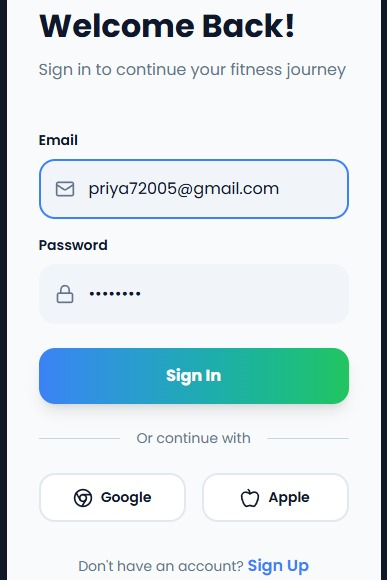 Welcome Back!
Sign in to continue your fitness journey
Email
priya72005@gmail.com
Password
••••••••
Sign In
Or continue with
Google
Apple
Don't have an account? Sign Up